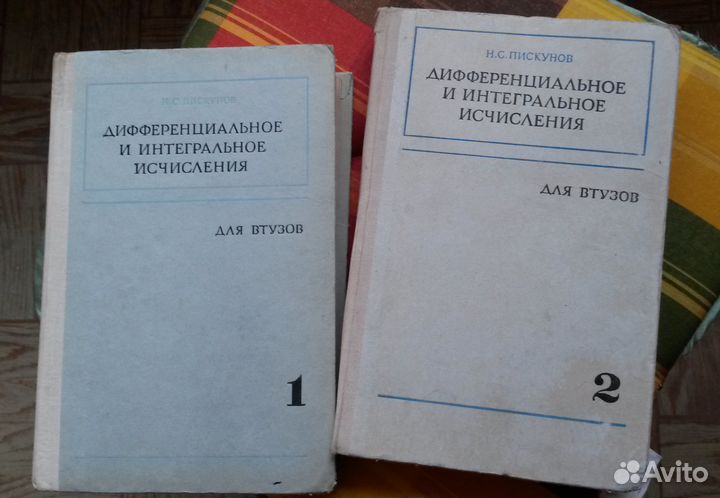 Н.С. ПИСКУНОВ
ДИФФЕРЕНЦИАЛЬНОЕ
И ИНТЕГРАЛЬНОЕ
ИСЧИСЛЕНИЯ
ДЛЯ ВТУЗОВ
1
Н.С. ПИСКУНОВ
ДИФФЕРЕНЦИАЛЬНОЕ
И ИНТЕГРАЛЬНОЕ
ИСЧИСЛЕНИЯ
ДЛЯ ВТУЗОВ
2
Avito